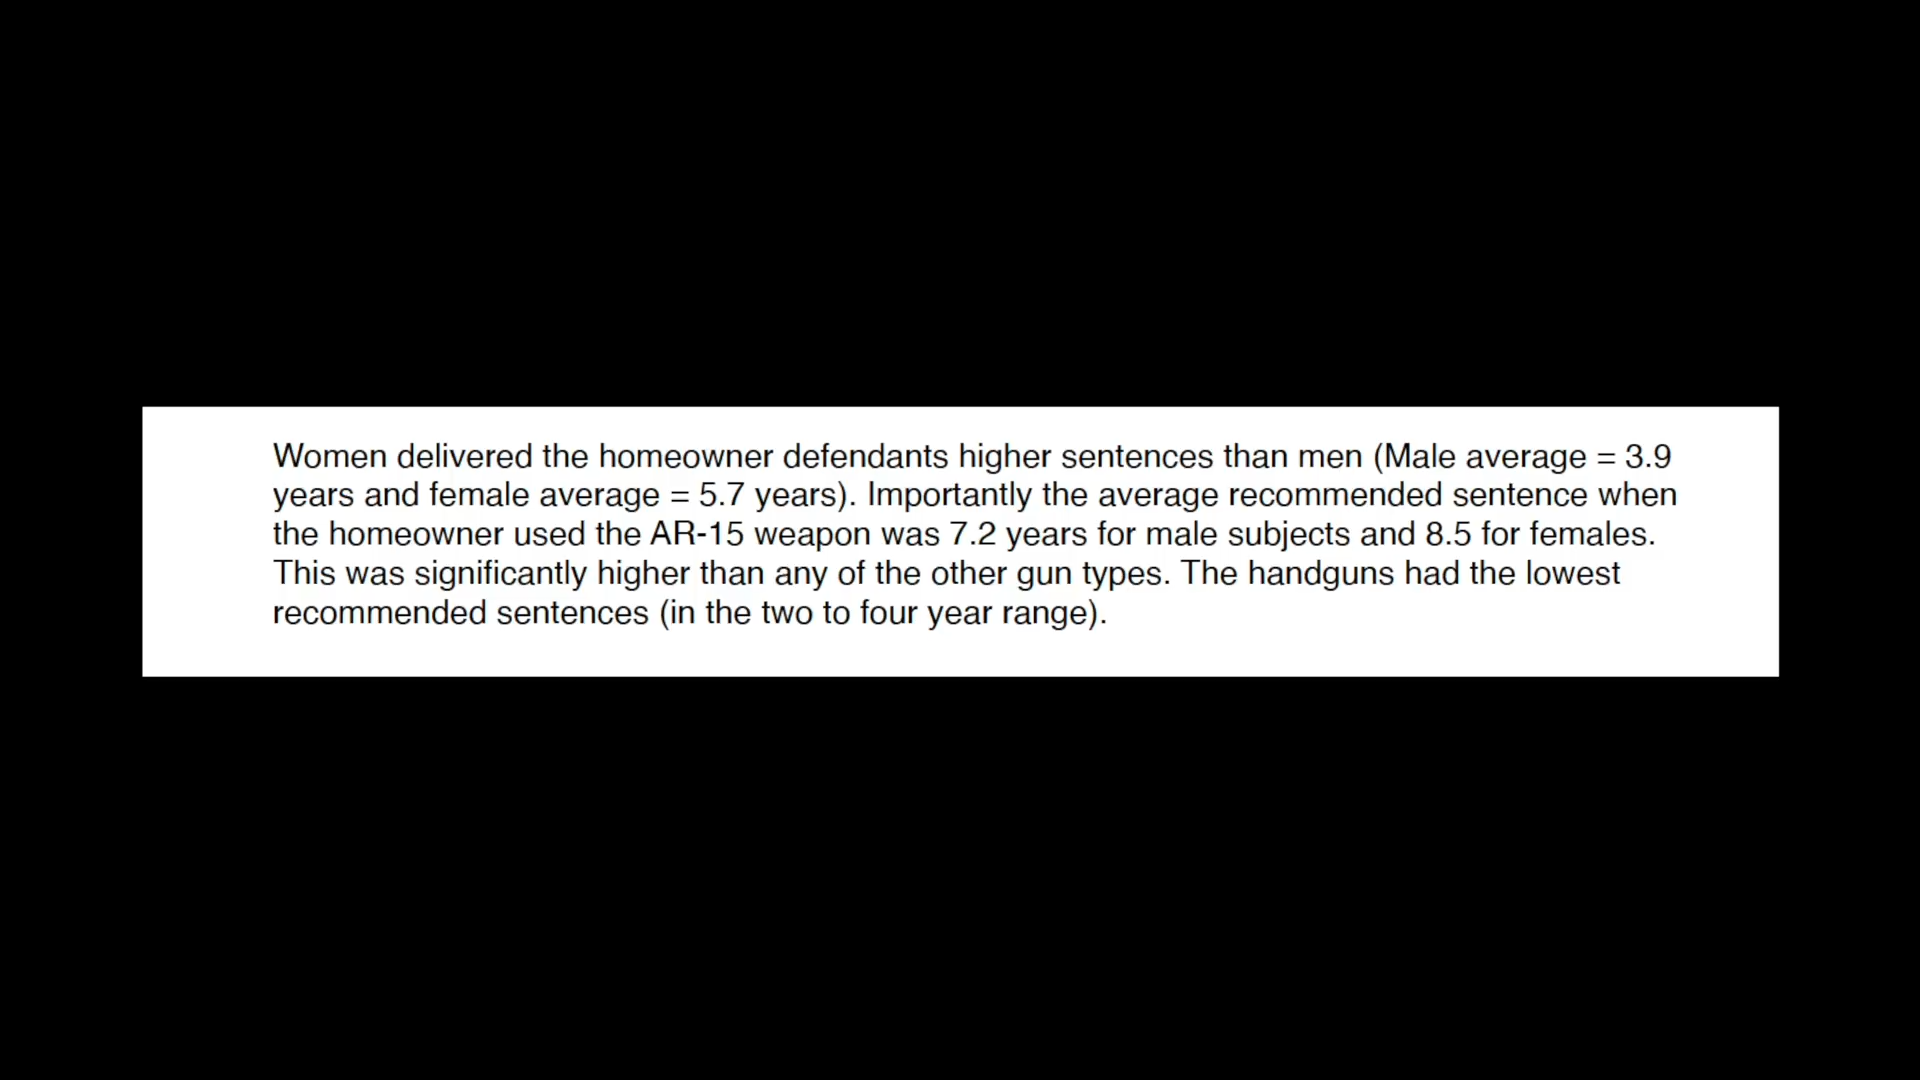 Women delivered the homeowner defendants higher sentences than men (Male average = 3.9
years and female average = 5.7 years). Importantly the average recommended sentence when
the homeowner used the AR-15 weapon was 7.2 years for male subjects and 8.5 for females.
This was significantly higher than any of the other gun types. The handguns had the lowest
recommended sentences (in the two to four year range).